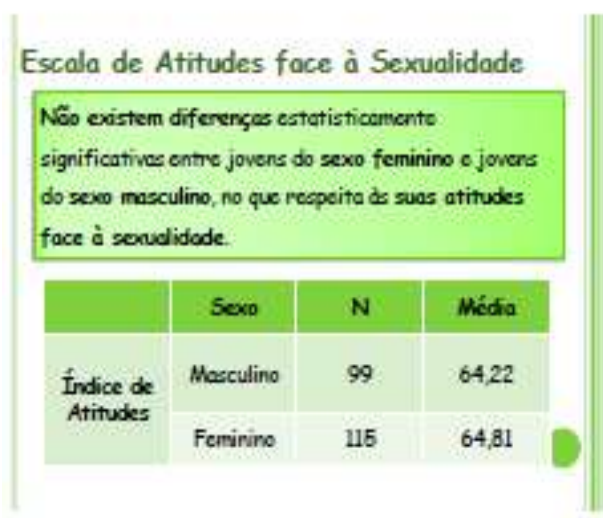 Escala de Atitudes face à Sexualidade
Não existem diferenças estatisticamente
significativas entre jovens do sexo feminino e jovens
do sexo masculino, no que respeita às suas atitudes
face à sexualidade.
Sexo N Média
Índice de Atitudes Masculino 99 64,22
Feminino 115 64,81